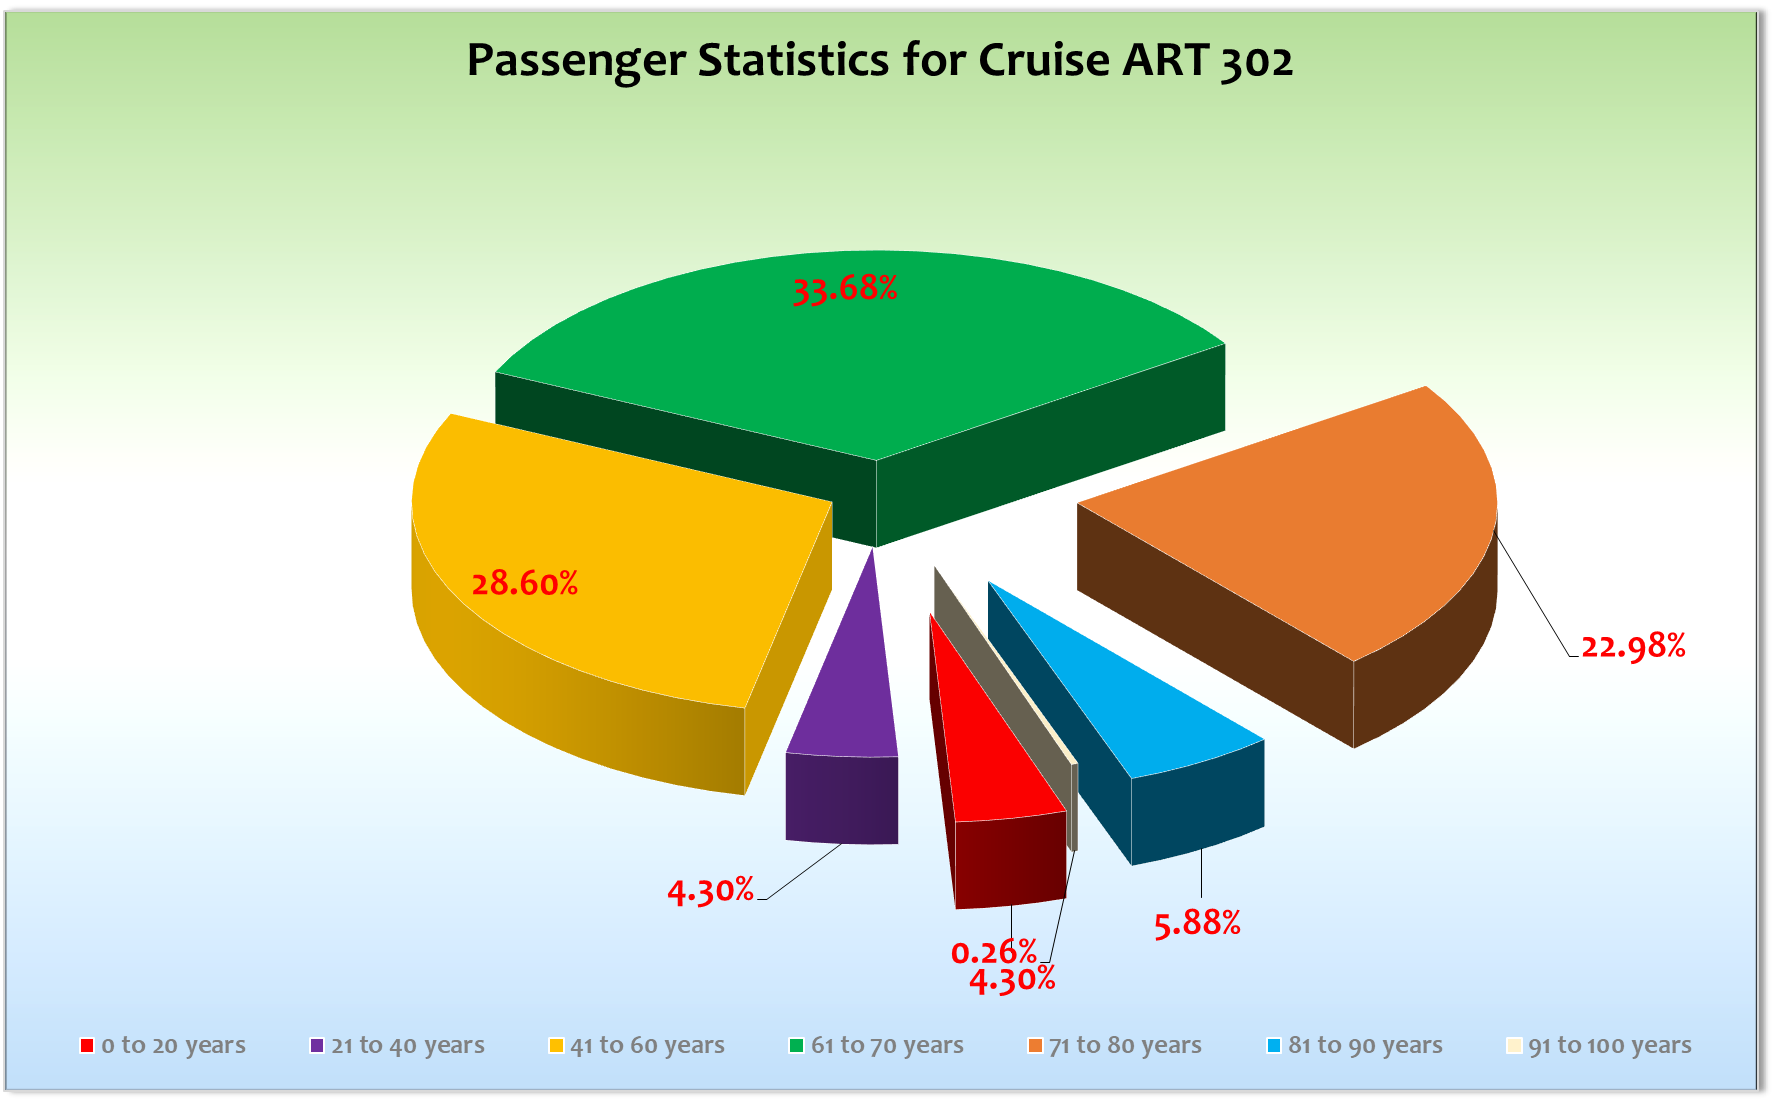 Passenger Statistics for Cruise ART 302
33.68%
28.60%
22.98%
4.30%
5.88%
0.26%
4.30%
0 to 20 years
21 to 40 years
41 to 60 years
61 to 70 years
71 to 80 years
81 to 90 years
91 to 100 years